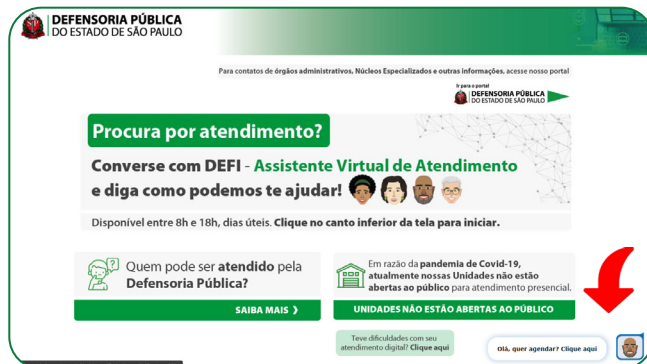 DEFENSORIA PÚBLICA
DO ESTADO DE SÃO PAULO
Para contatos de órgãos administrativos, Núcleos Especializados e outras informações, acesse nosso portal
Ir para o portal
DEFENSORIA PÚBLICA
DO ESTADO DE SÃO PAULO
Procura por atendimento?
Converse com DEFI - Assistente Virtual de Atendimento
e diga como podemos te ajudar!
Disponível entre 8h e 18h, dias úteis. Clique no canto inferior da tela para iniciar.
Quem pode ser atendido pela
Defensoria Pública?
SAIBA MAIS ⟩
Em razão da pandemia de Covid-19,
atualmente nossas Unidades não estão
abertas ao público para atendimento presencial.
UNIDADES NÃO ESTÃO ABERTAS AO PÚBLICO
Teve dificuldades com seu
atendimento digital? Clique aqui
Olá, quer agendar? Clique aqui